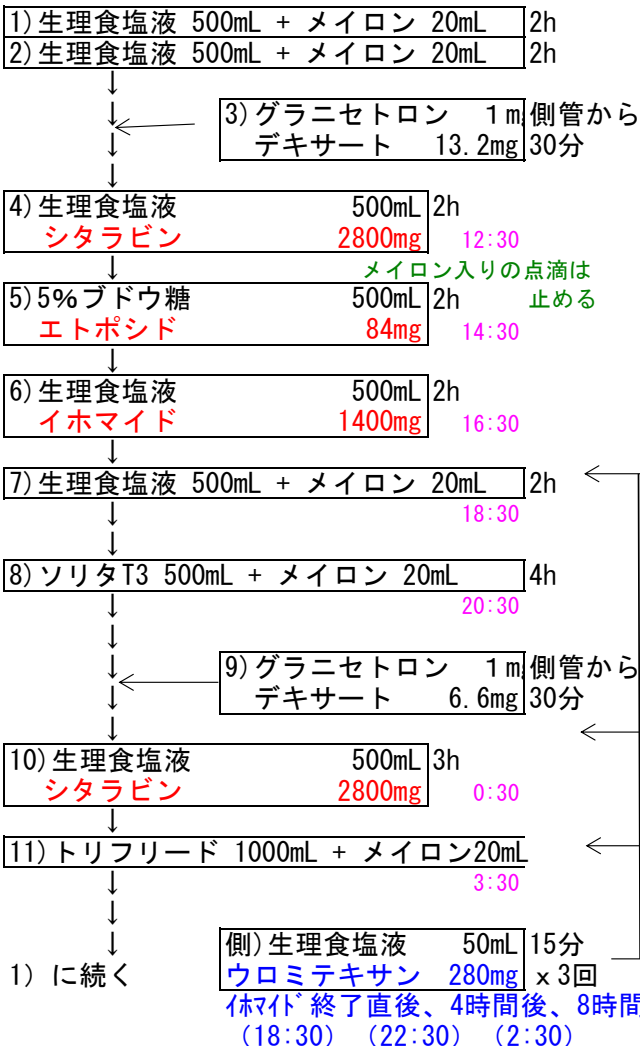 1)生理食塩液 500mL + メイロン 20mL 2h
2)生理食塩液 500mL + メイロン 20mL 2h
↓
↓
3)グラニセトロン 1m 側管から
↓
デキサート 13.2mg 30分
↓
4)生理食塩液 500mL 2h
シタラビン 2800mg 12:30
↓
メイロン入りの点滴は
止める
5)5%ブドウ糖 500mL 2h
エトポシド 84mg 14:30
↓
6)生理食塩液 500mL 2h
イホマイド 1400mg 16:30
↓
7)生理食塩液 500mL + メイロン 20mL 2h
↓ 18:30
↓
8)ソリタT3 500mL + メイロン 20mL 4h
↓ 20:30
↓
↓
9)グラニセトロン 1m 側管から
↓
デキサート 6.6mg 30分
↓
10)生理食塩液 500mL 3h
シタラビン 2800mg 0:30
↓
11)トリフリード 1000mL + メイロン20mL
↓ 3:30
↓
↓
1) に続く
側)生理食塩液 50mL 15分
ウロミテキサン 280mg x3回
イホマイド終了直後、4時間後、8時間
(18:30) (22:30) (2:30)